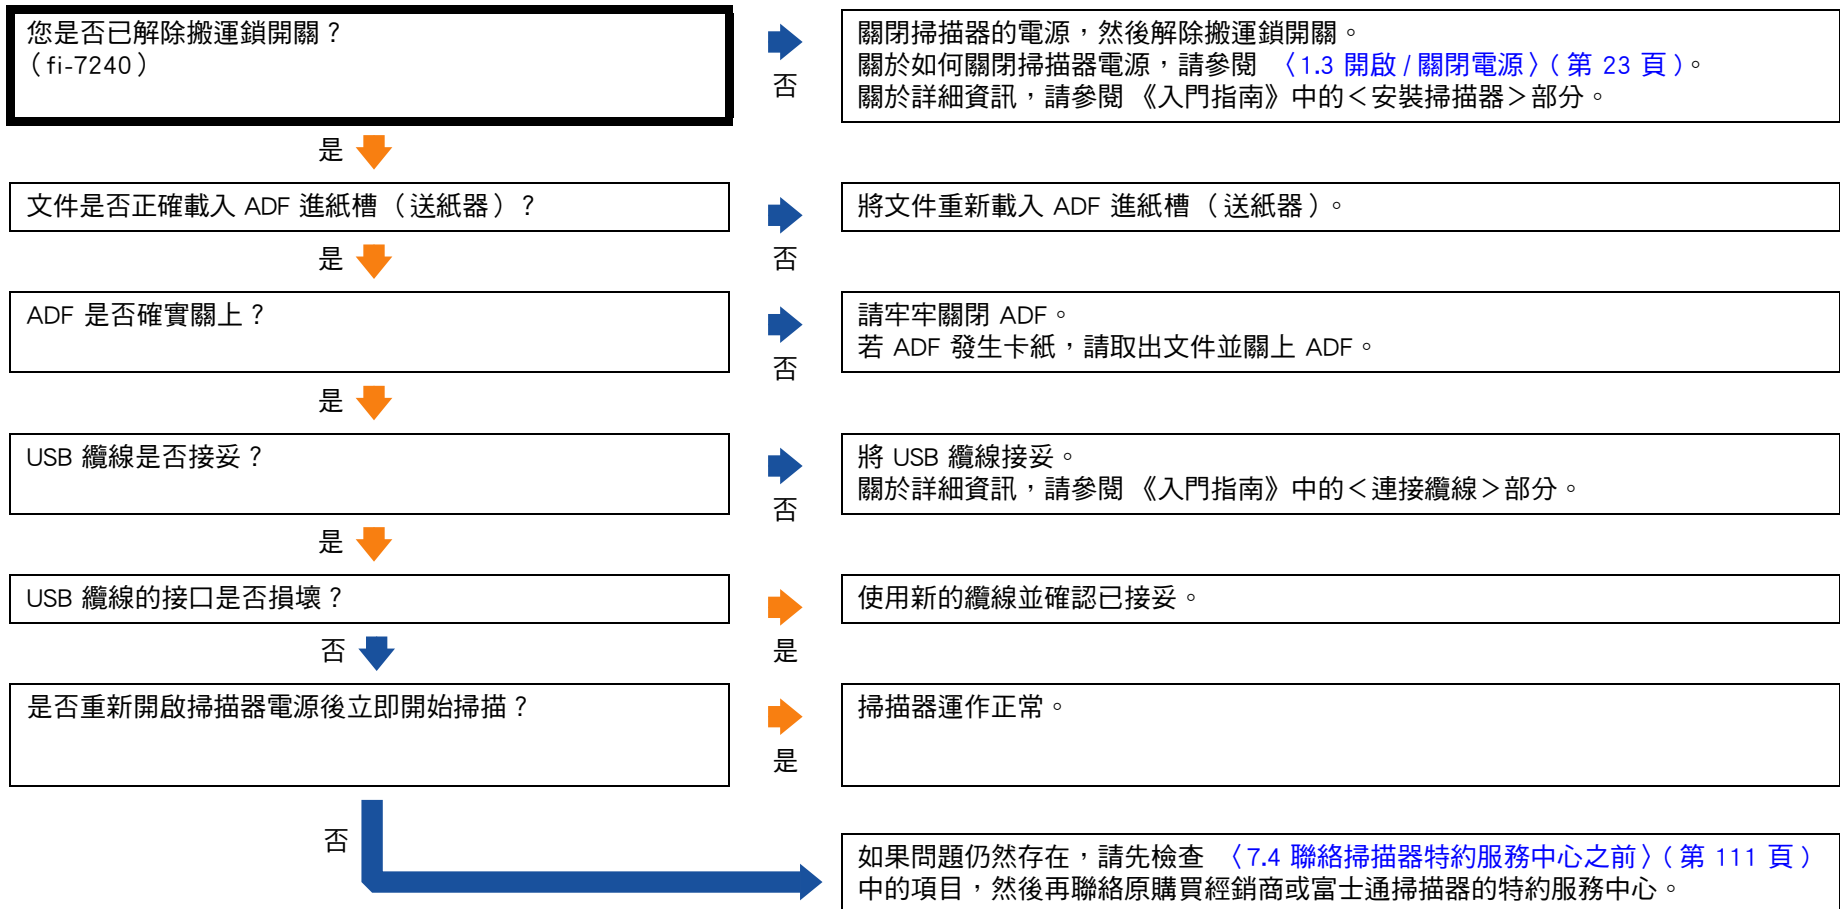 您是否已解除搬運鎖開關？
（fi-7240）
否
關閉掃描器的電源，然後解除搬運鎖開關。
關於如何關閉掃描器電源，請參閱 〈1.3 開啟 / 關閉電源〉( 第 23 頁 )。
關於詳細資訊，請參閱 《入門指南》中的＜安裝掃描器＞部分。
是
文件是否正確載入 ADF 進紙槽 （送紙器）？
否
將文件重新載入 ADF 進紙槽 （送紙器）。
是
ADF 是否確實關上？
否
請牢牢關閉 ADF。
若 ADF 發生卡紙，請取出文件並關上 ADF。
是
USB 纜線是否接妥？
否
將 USB 纜線接妥。
關於詳細資訊，請參閱 《入門指南》中的＜連接纜線＞部分。
是
USB 纜線的接口是否損壞？
是
使用新的纜線並確認已接妥。
否
是否重新開啟掃描器電源後立即開始掃描？
是
掃描器運作正常。
否
如果問題仍然存在，請先檢查 〈7.4 聯絡掃描器特約服務中心之前〉( 第 111 頁 )
中的項目，然後再聯絡原購買經銷商或富士通掃描器的特約服務中心。